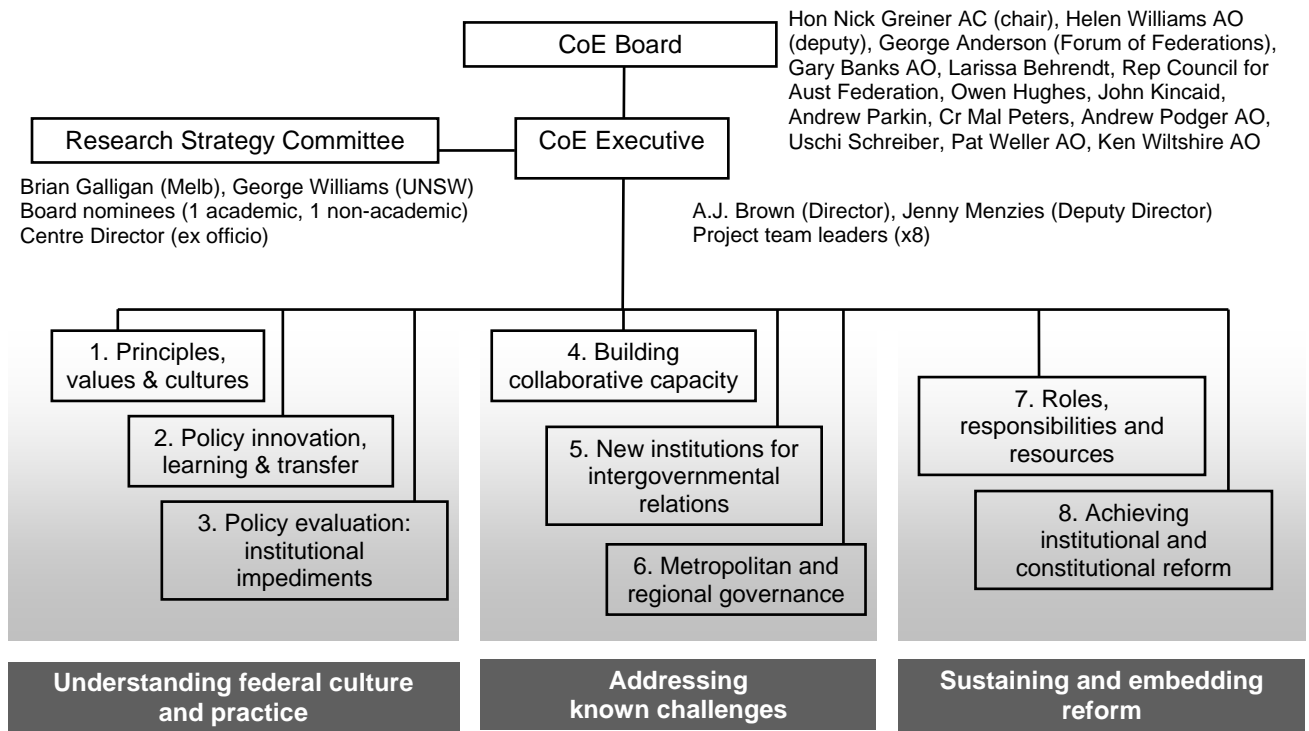 CoE Board
Hon Nick Greiner AC (chair), Helen Williams AO
(deputy), George Anderson (Forum of Federations),
Gary Banks AO, Larissa Behrendt, Rep Council for
Aust Federation, Owen Hughes, John Kincaid,
Andrew Parkin, Cr Mal Peters, Andrew Podger AO,
Uschi Schreiber, Pat Weller AO, Ken Wiltshire AO
Research Strategy Committee
CoE Executive
Brian Galligan (Melb), George Williams (UNSW)
Board nominees (1 academic, 1 non-academic)
Centre Director (ex officio)
A.J. Brown (Director), Jenny Menzies (Deputy Director)
Project team leaders (x8)
1. Principles,
values & cultures
2. Policy innovation,
learning & transfer
3. Policy evaluation:
institutional
impediments
4. Building
collaborative capacity
5. New institutions for
intergovernmental
relations
6. Metropolitan and
regional governance
7. Roles,
responsibilities and
resources
8. Achieving
institutional and
constitutional reform
Understanding federal culture
and practice
Addressing
known challenges
Sustaining and embedding
reform